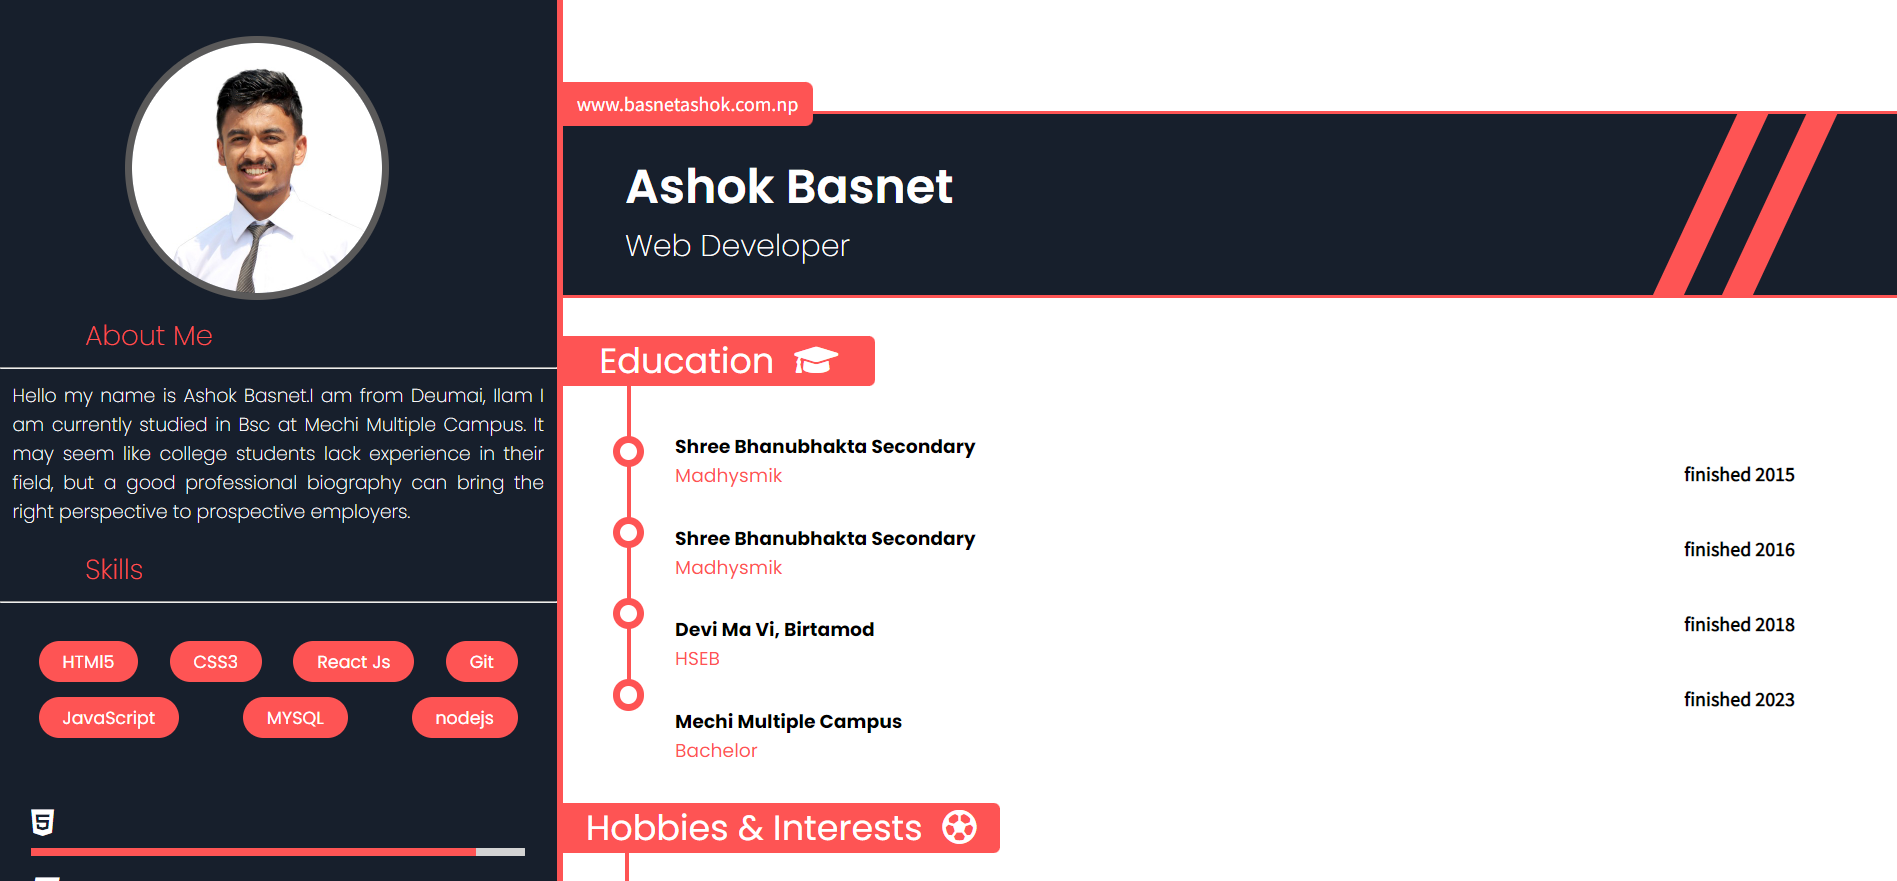 About Me
Hello my name is Ashok Basnet.I am from Deumai, Ilam I
am currently studied in Bsc at Mechi Multiple Campus. It
may seem like college students lack experience in their
field, but a good professional biography can bring the
right perspective to prospective employers.
Skills
HTMl5 CSS3 React Js Git
JavaScript MYSQL nodejs
www.basnetashok.com.np
Ashok Basnet
Web Developer
Education
Shree Bhanubhakta Secondary
Madhysmik
finished 2015
Shree Bhanubhakta Secondary
Madhysmik
finished 2016
Devi Ma Vi, Birtamod
HSEB
finished 2018
Mechi Multiple Campus
Bachelor
finished 2023
Hobbies & Interests